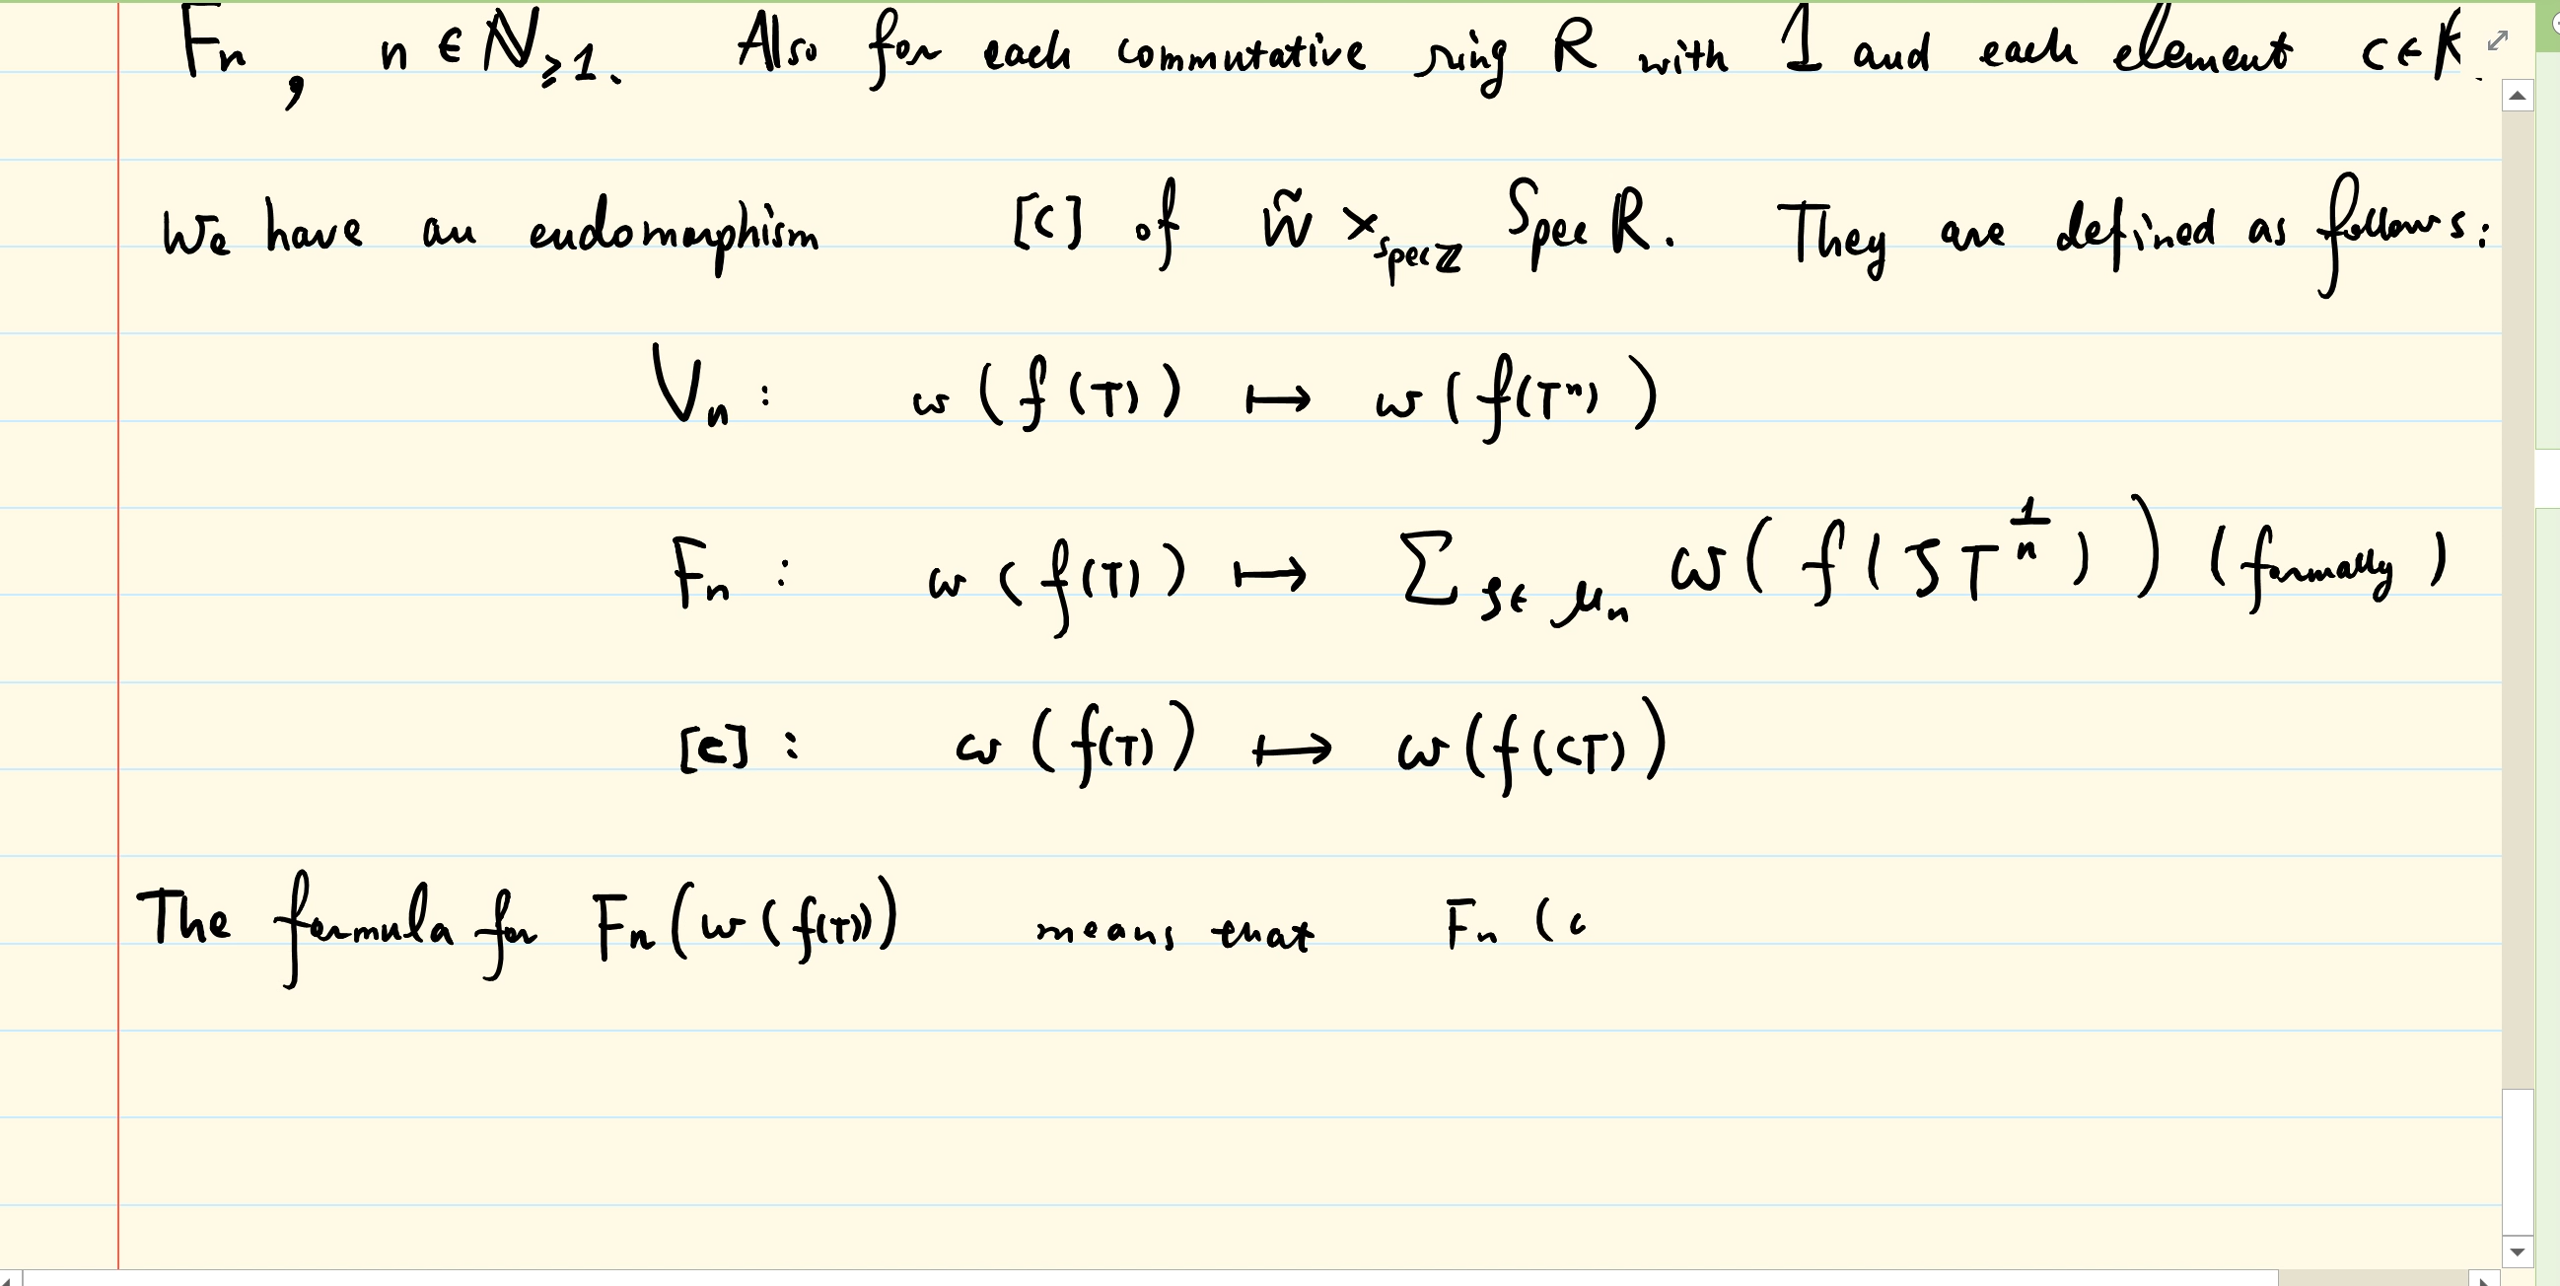 Fₙ, n ∈ ℕ≥1. Also for each commutative ring R with 1 and each element c ∈ R
We have an endomorphism [c] of W̃ ×_{Spec ℤ} Spec R. They are defined as follows:
Vₙ : ω(f(T)) ↦ ω(f(Tⁿ))
Fₙ : ω(f(T)) ↦ ∑_{ζ ∈ μₙ} ω(f(ζT^{1/n})) (formally)
[c] : ω(f(T)) ↦ ω(f(cT))
The formula for Fₙ(ω(f(T))) means that Fₙ (